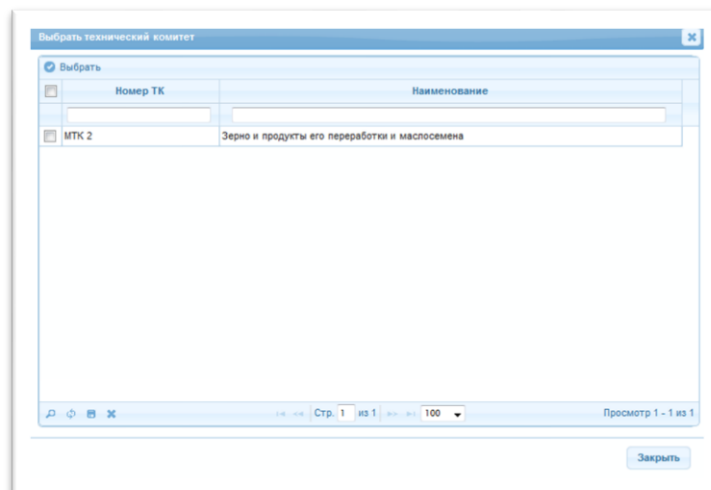 Выбрать технический комитет
Выбрать
Номер ТК Наименование
МТК 2 Зерно и продукты его переработки и маслосемена
Стр. 1 из 1 100 Просмотр 1 - 1 из 1
Закрыть